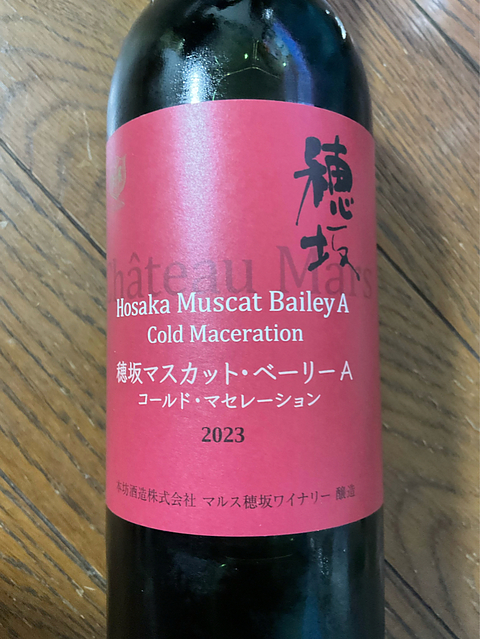 穂坂
Château Mars
Hosaka Muscat Bailey A
Cold Maceration
穂坂マスカット・ベーリーA
コールド・マセレーション
2023
本坊酒造株式会社 マルス穂坂ワイナリー 醸造